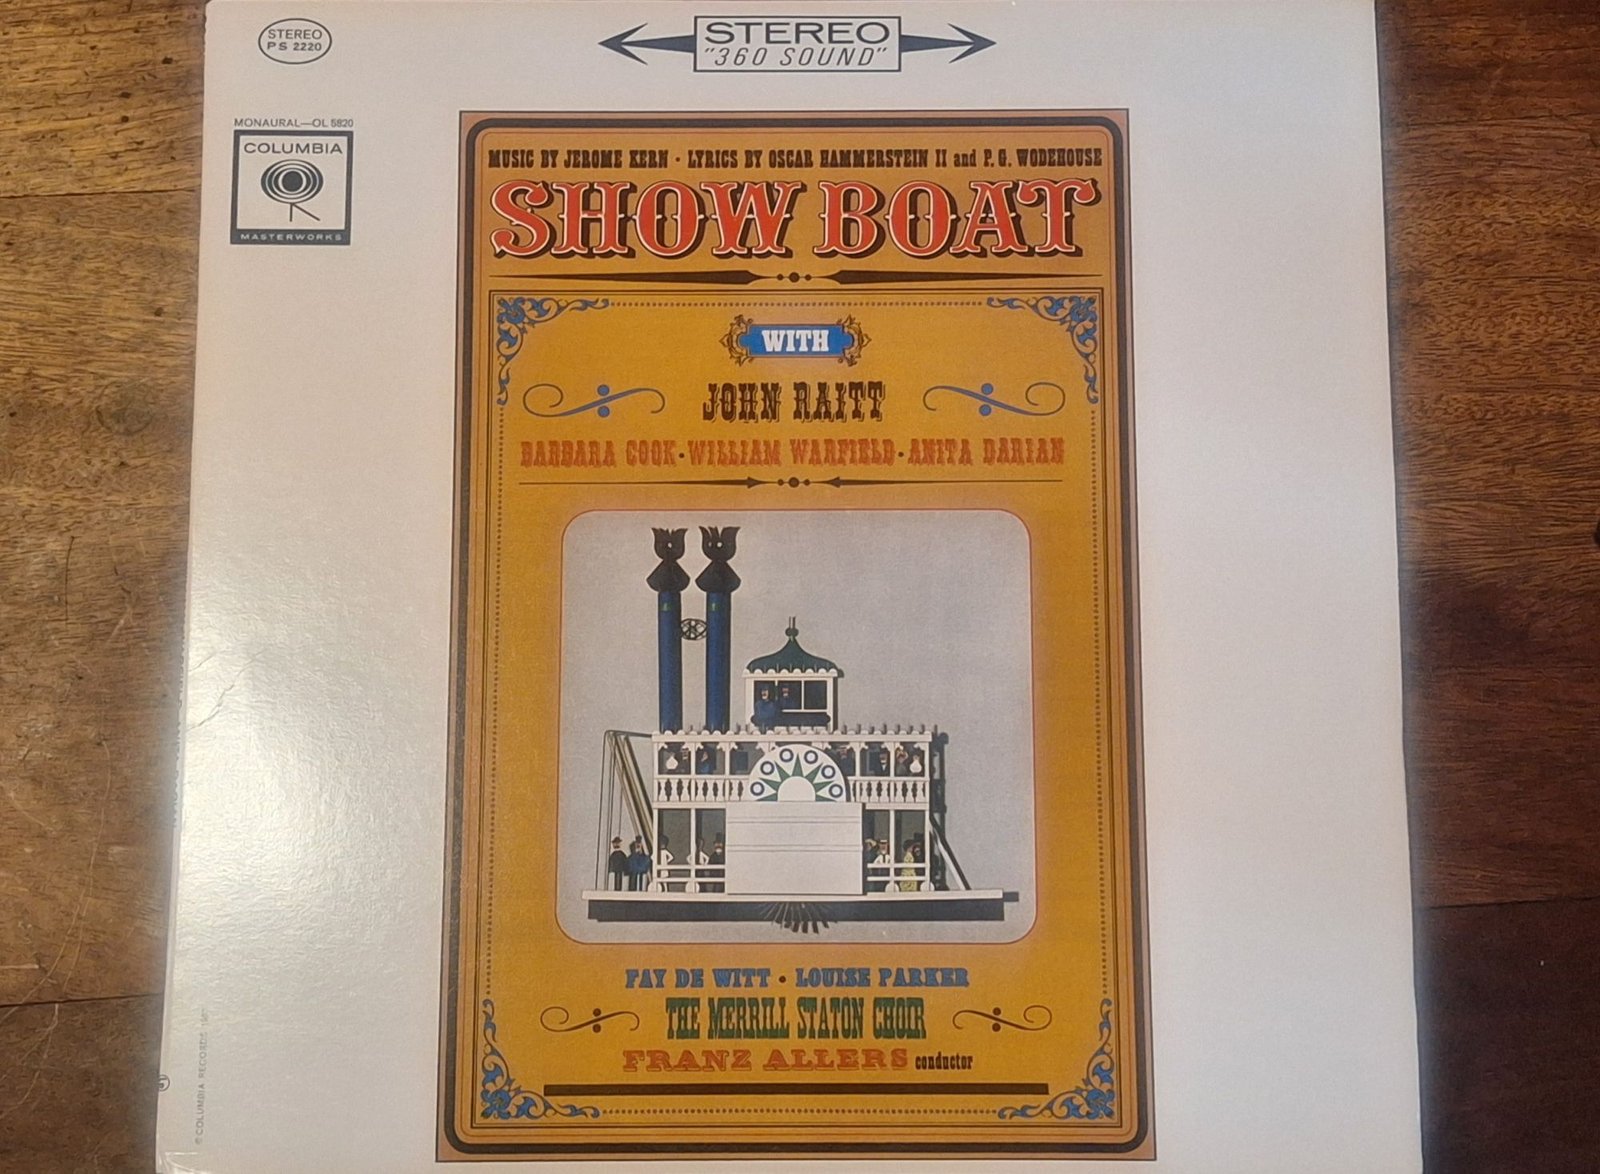 STEREO
PS 2220
STEREO
"360 SOUND"
MONAURAL—OL 5820
COLUMBIA
MASTERWORKS
MUSIC BY JEROME KERN · LYRICS BY OSCAR HAMMERSTEIN II and P. G. WODEHOUSE
SHOW BOAT
WITH
JOHN RAITT
BARBARA COOK · WILLIAM WARFIELD · ANITA DARIAN
FAY DE WITT · LOUISE PARKER
THE MERRILL STATON CHOIR
FRANZ ALLERS conductor
© COLUMBIA RECORDS